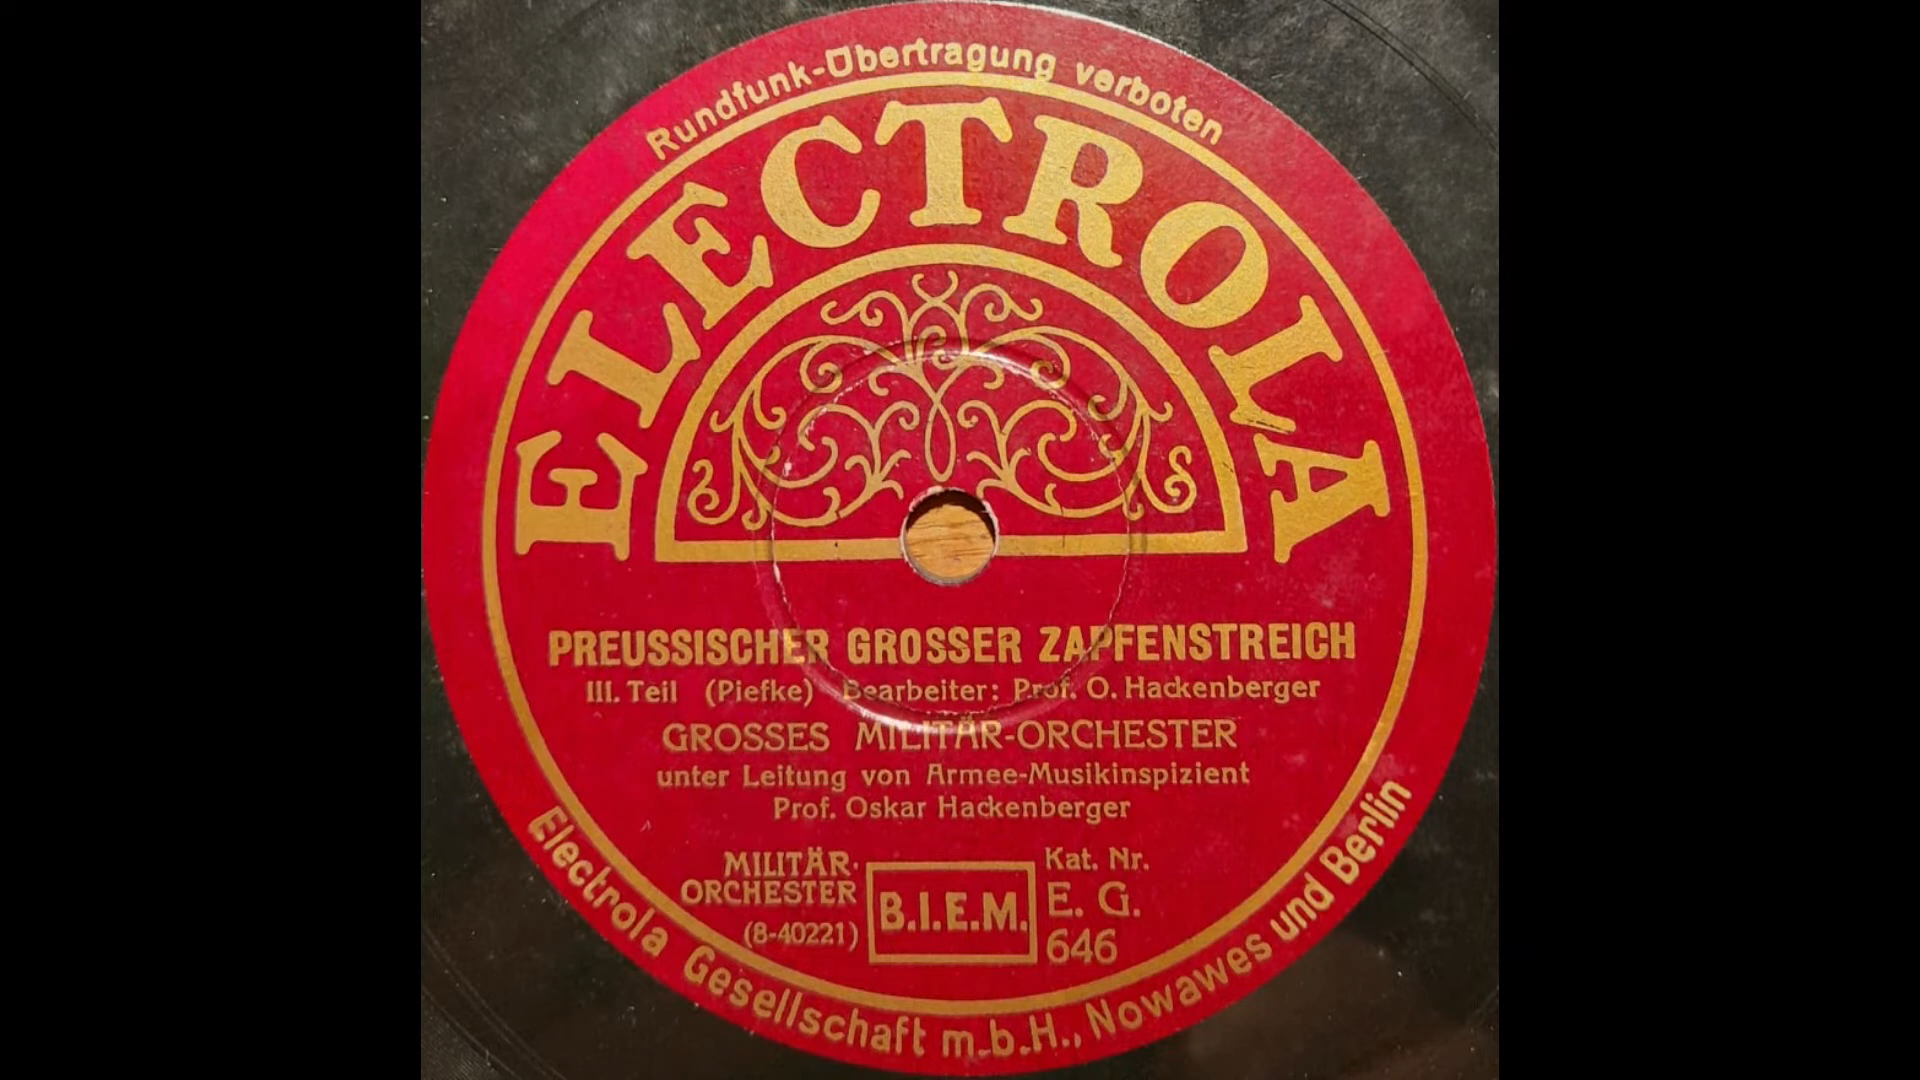 Rundfunk-Übertragung verboten
ELECTROLA
PREUSSISCHER GROSSER ZAPFENSTREICH
III. Teil (Piefke) Bearbeiter: Prof. O. Hackenberger
GROSSES MILITÄR-ORCHESTER
unter Leitung von Armee-Musikinspizient
Prof. Oskar Hackenberger
MILITÄR-
ORCHESTER
(8-40221)
B.I.E.M.
Kat. Nr.
E. G.
646
Electrola Gesellschaft m.b.H., Nowawes und Berlin